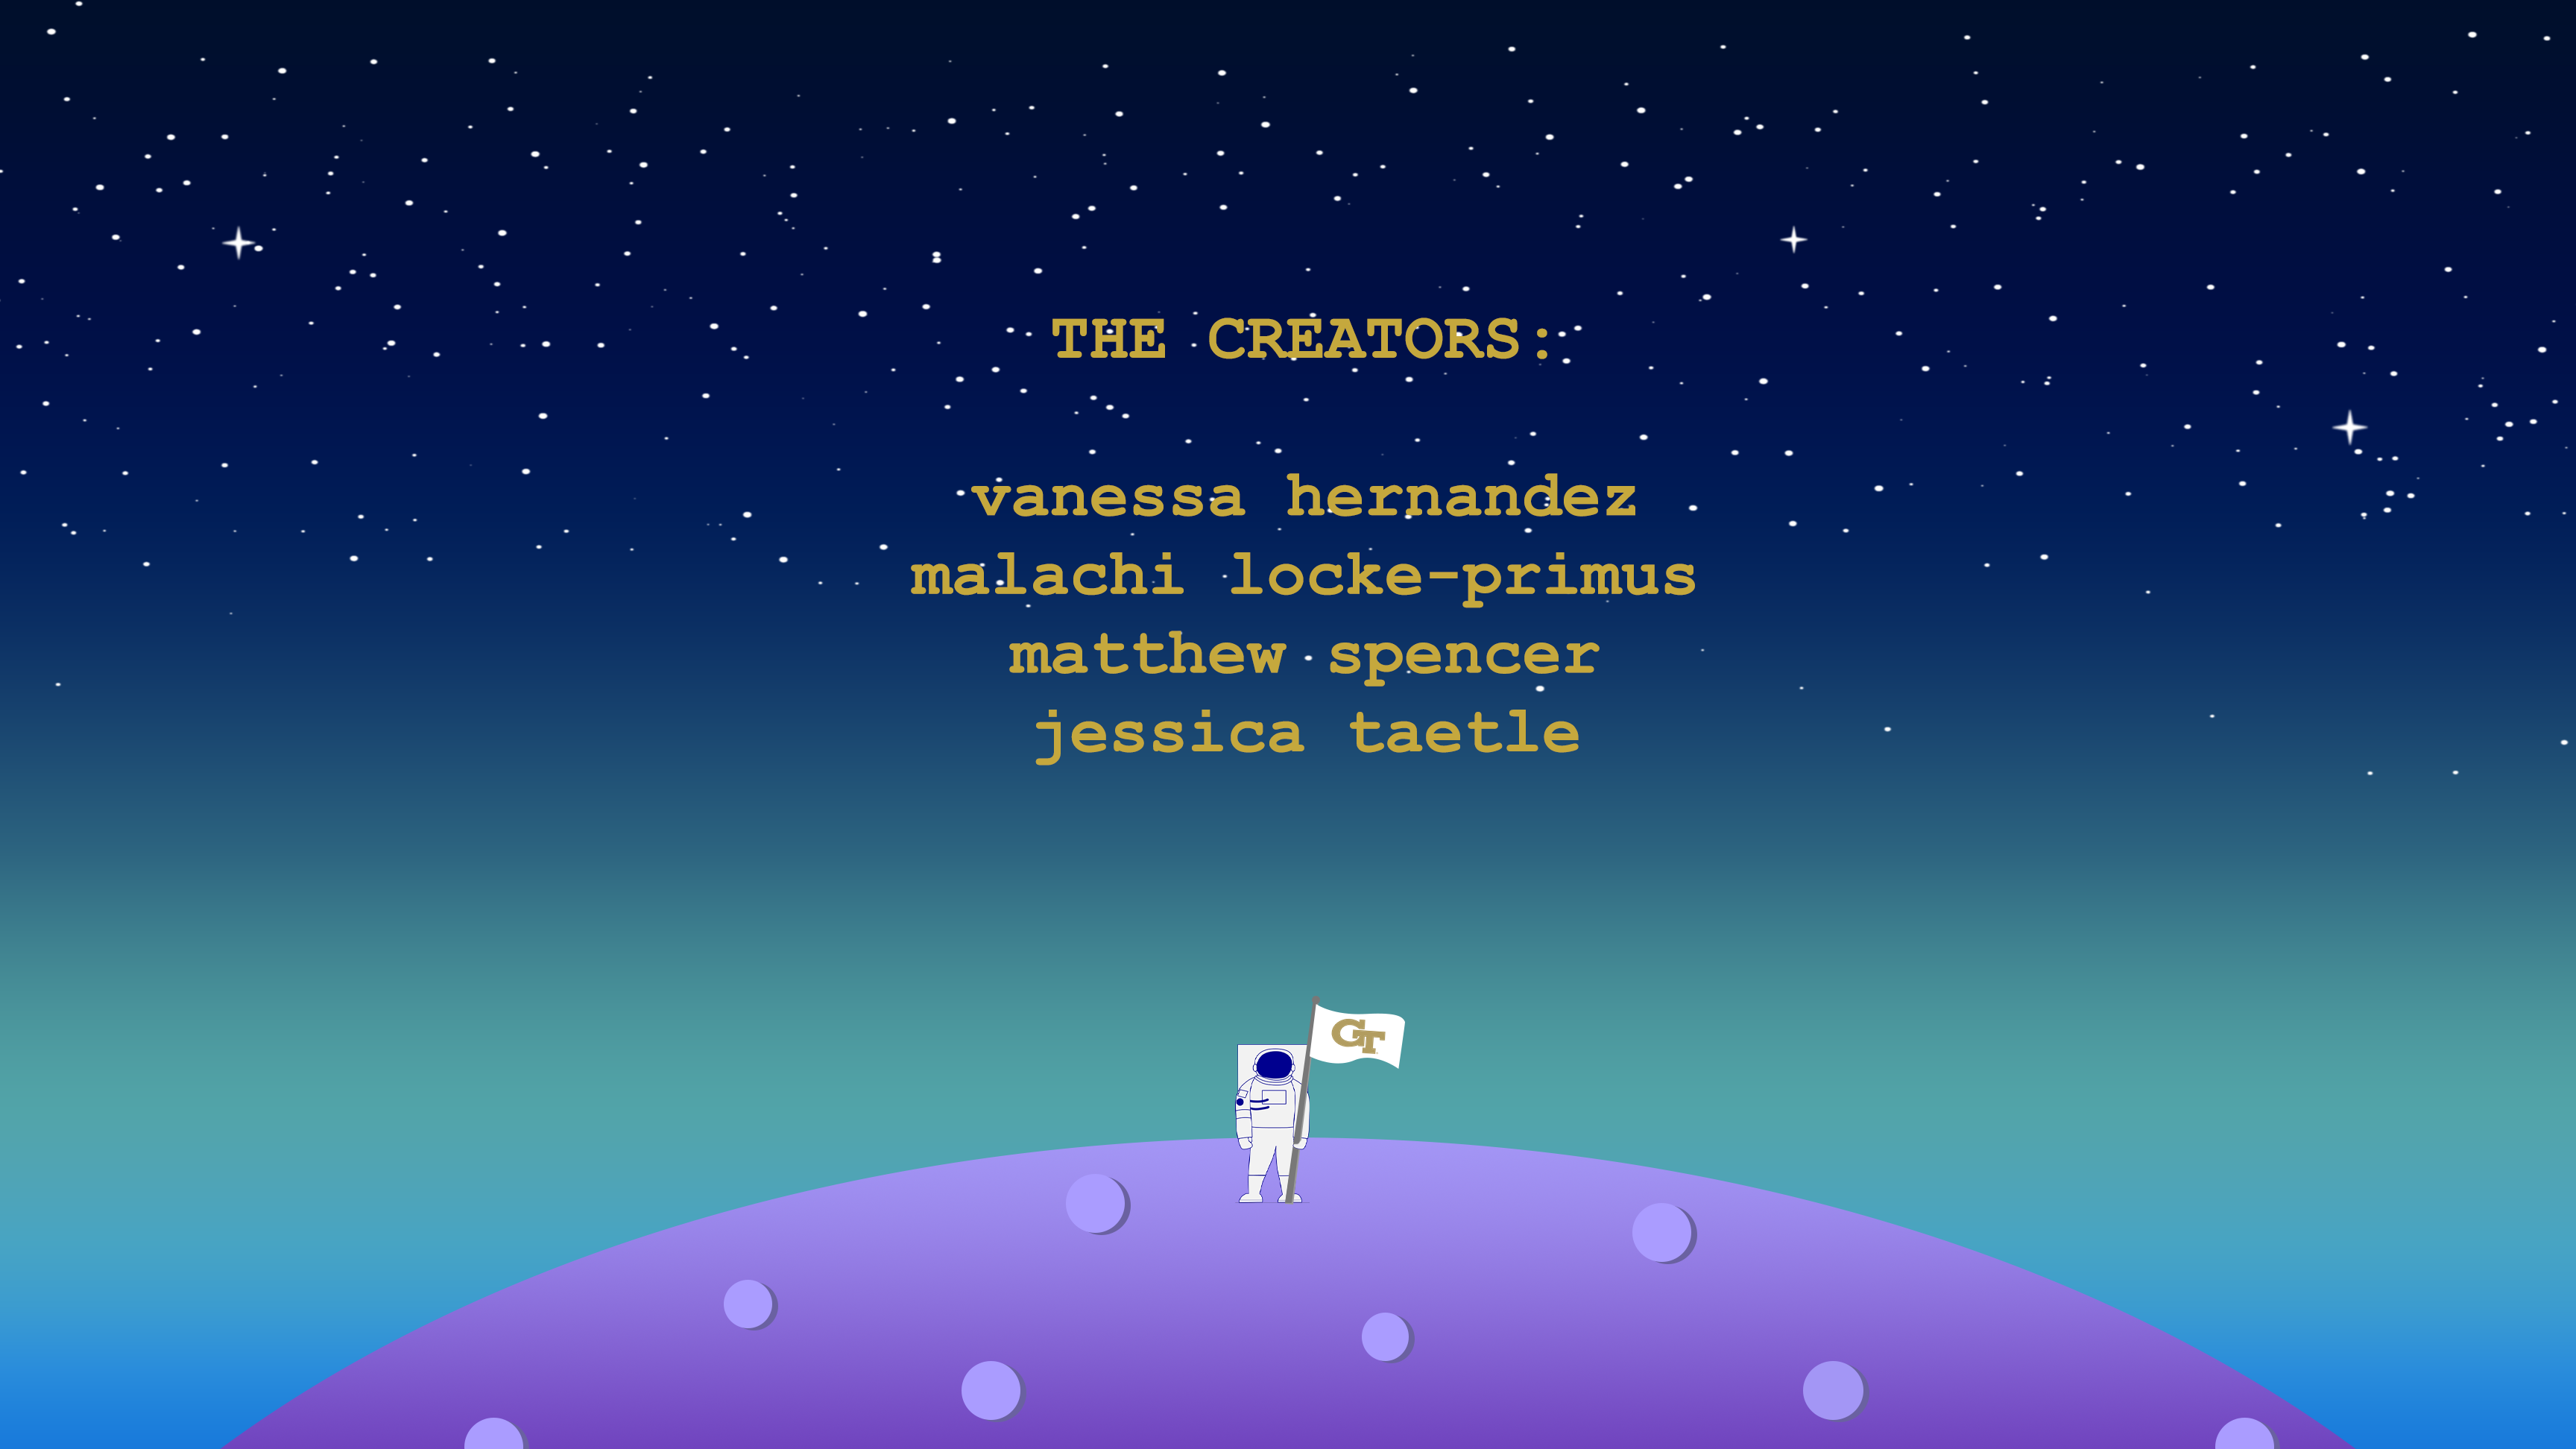 THE CREATORS:
vanessa hernandez
malachi locke-primus
matthew spencer
jessica taetle
GT